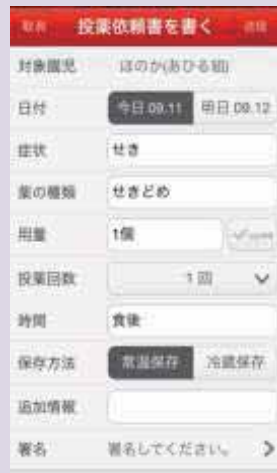 取消 投薬依頼書を書く 送信
対象園児 ほのか(あひる組)
日付 今日 09.11 明日 09.12
症状 せき
薬の種類 せきどめ
用量 1個
投薬回数 1回
時間 食後
保存方法 常温保存 冷蔵保存
追加情報
署名 署名してください。